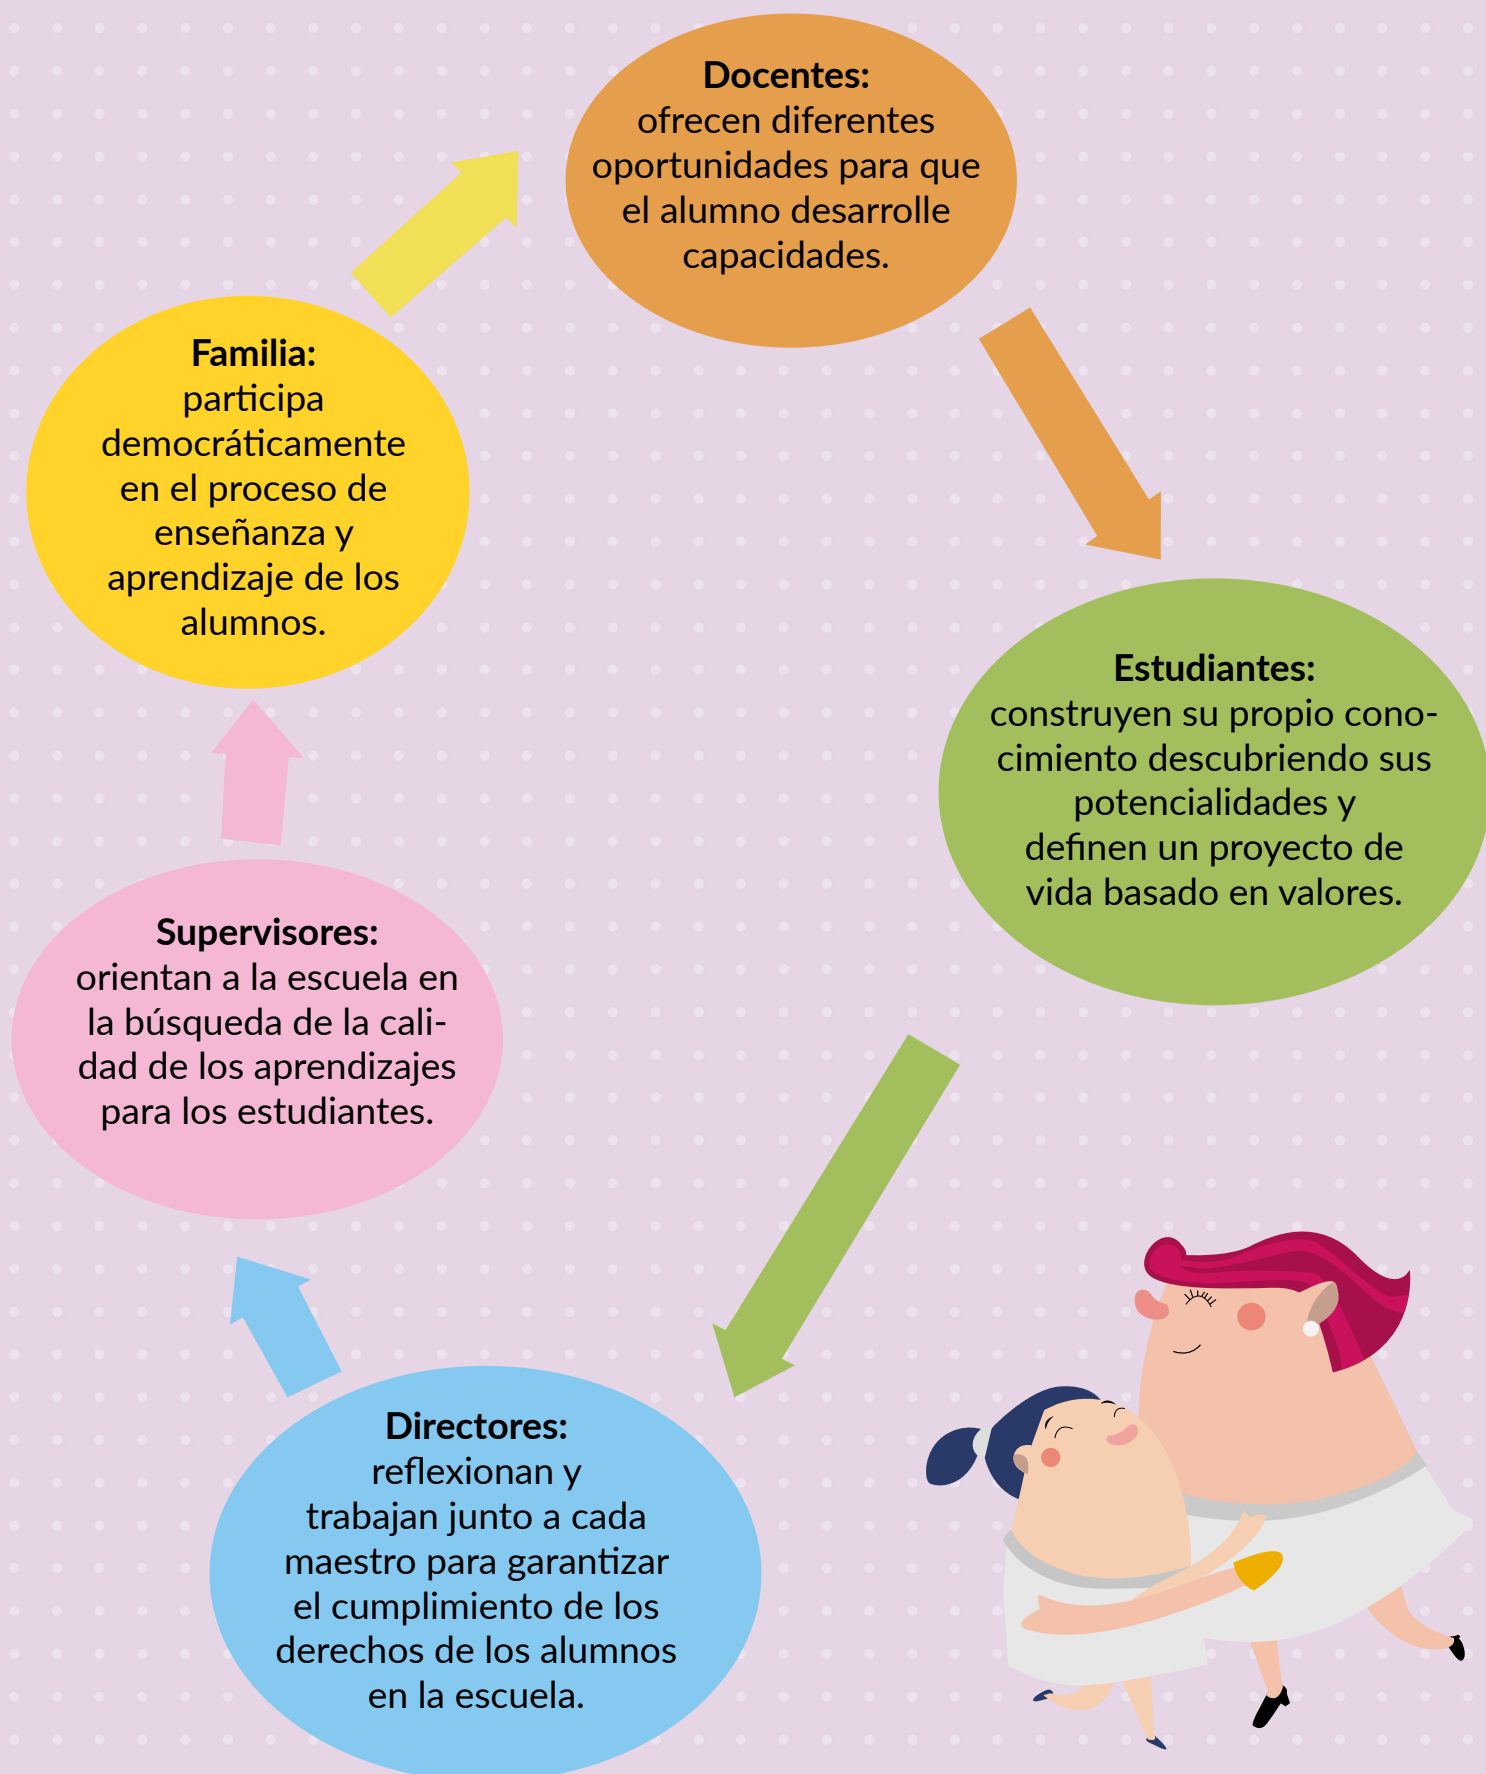 Docentes:
ofrecen diferentes
oportunidades para que
el alumno desarrolle
capacidades.
Familia:
participa
democráticamente
en el proceso de
enseñanza y
aprendizaje de los
alumnos.
Estudiantes:
construyen su propio cono-
cimiento descubriendo sus
potencialidades y
definen un proyecto de
vida basado en valores.
Supervisores:
orientan a la escuela en
la búsqueda de la cali-
dad de los aprendizajes
para los estudiantes.
Directores:
reflexionan y
trabajan junto a cada
maestro para garantizar
el cumplimiento de los
derechos de los alumnos
en la escuela.